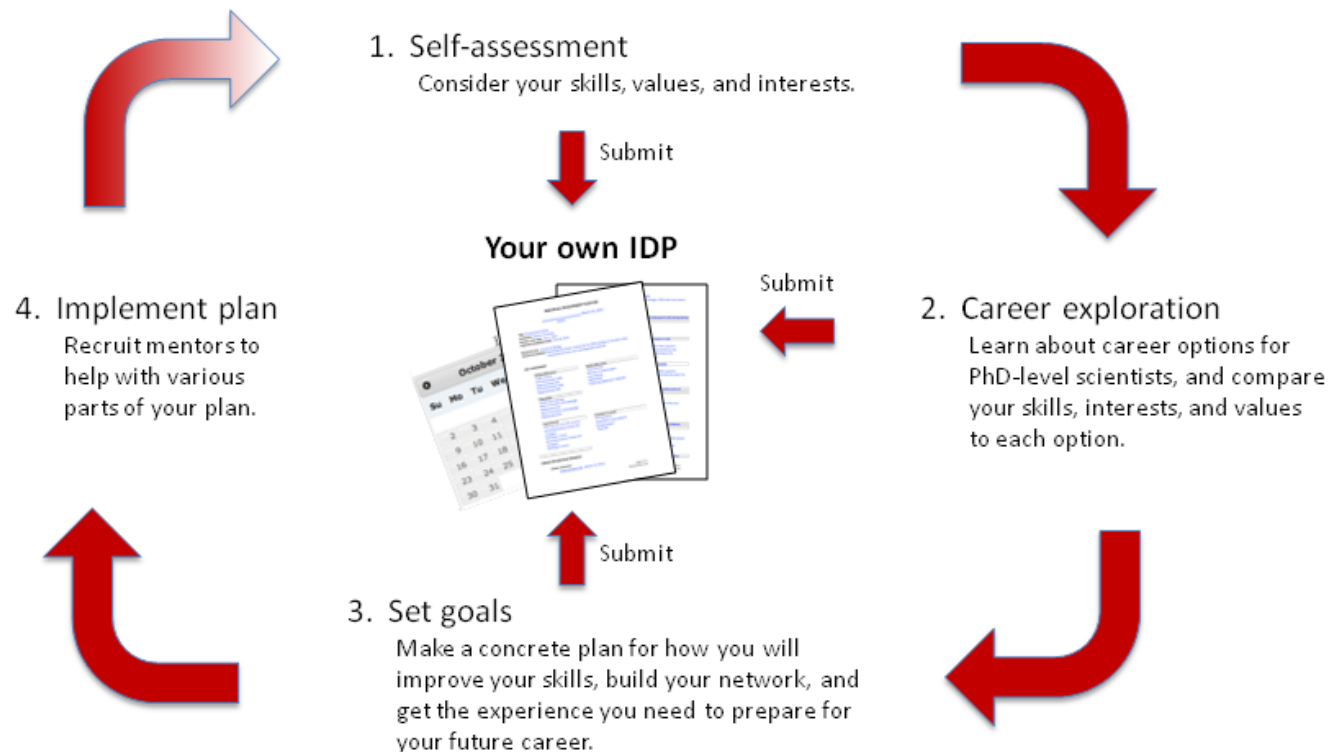 1. Self-assessment
Consider your skills, values, and interests.
Submit
Your own IDP
Submit
4. Implement plan
Recruit mentors to
help with various
parts of your plan.
2. Career exploration
Learn about career options for
PhD-level scientists, and compare
your skills, interests, and values
to each option.
October
Su Mo Tu We
2 3 4
9 10 11
16 17 18
23 24 25
30 31
Submit
3. Set goals
Make a concrete plan for how you will
improve your skills, build your network, and
get the experience you need to prepare for
your future career.